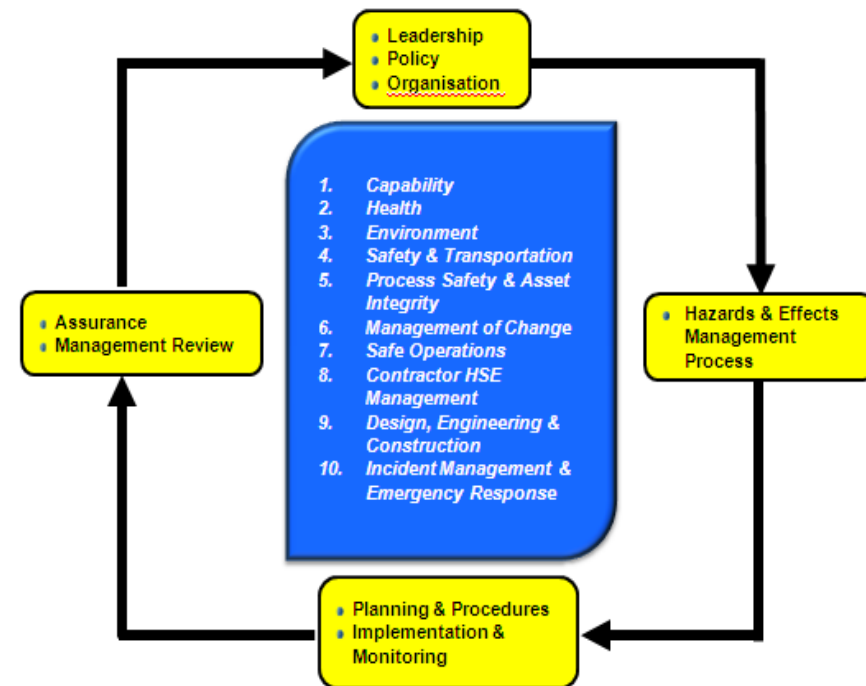 Leadership
Policy
Organisation
1. Capability
2. Health
3. Environment
4. Safety & Transportation
5. Process Safety & Asset
Integrity
6. Management of Change
7. Safe Operations
8. Contractor HSE
Management
9. Design, Engineering &
Construction
10. Incident Management &
Emergency Response
Assurance
Management Review
Hazards & Effects
Management
Process
Planning & Procedures
Implementation &
Monitoring